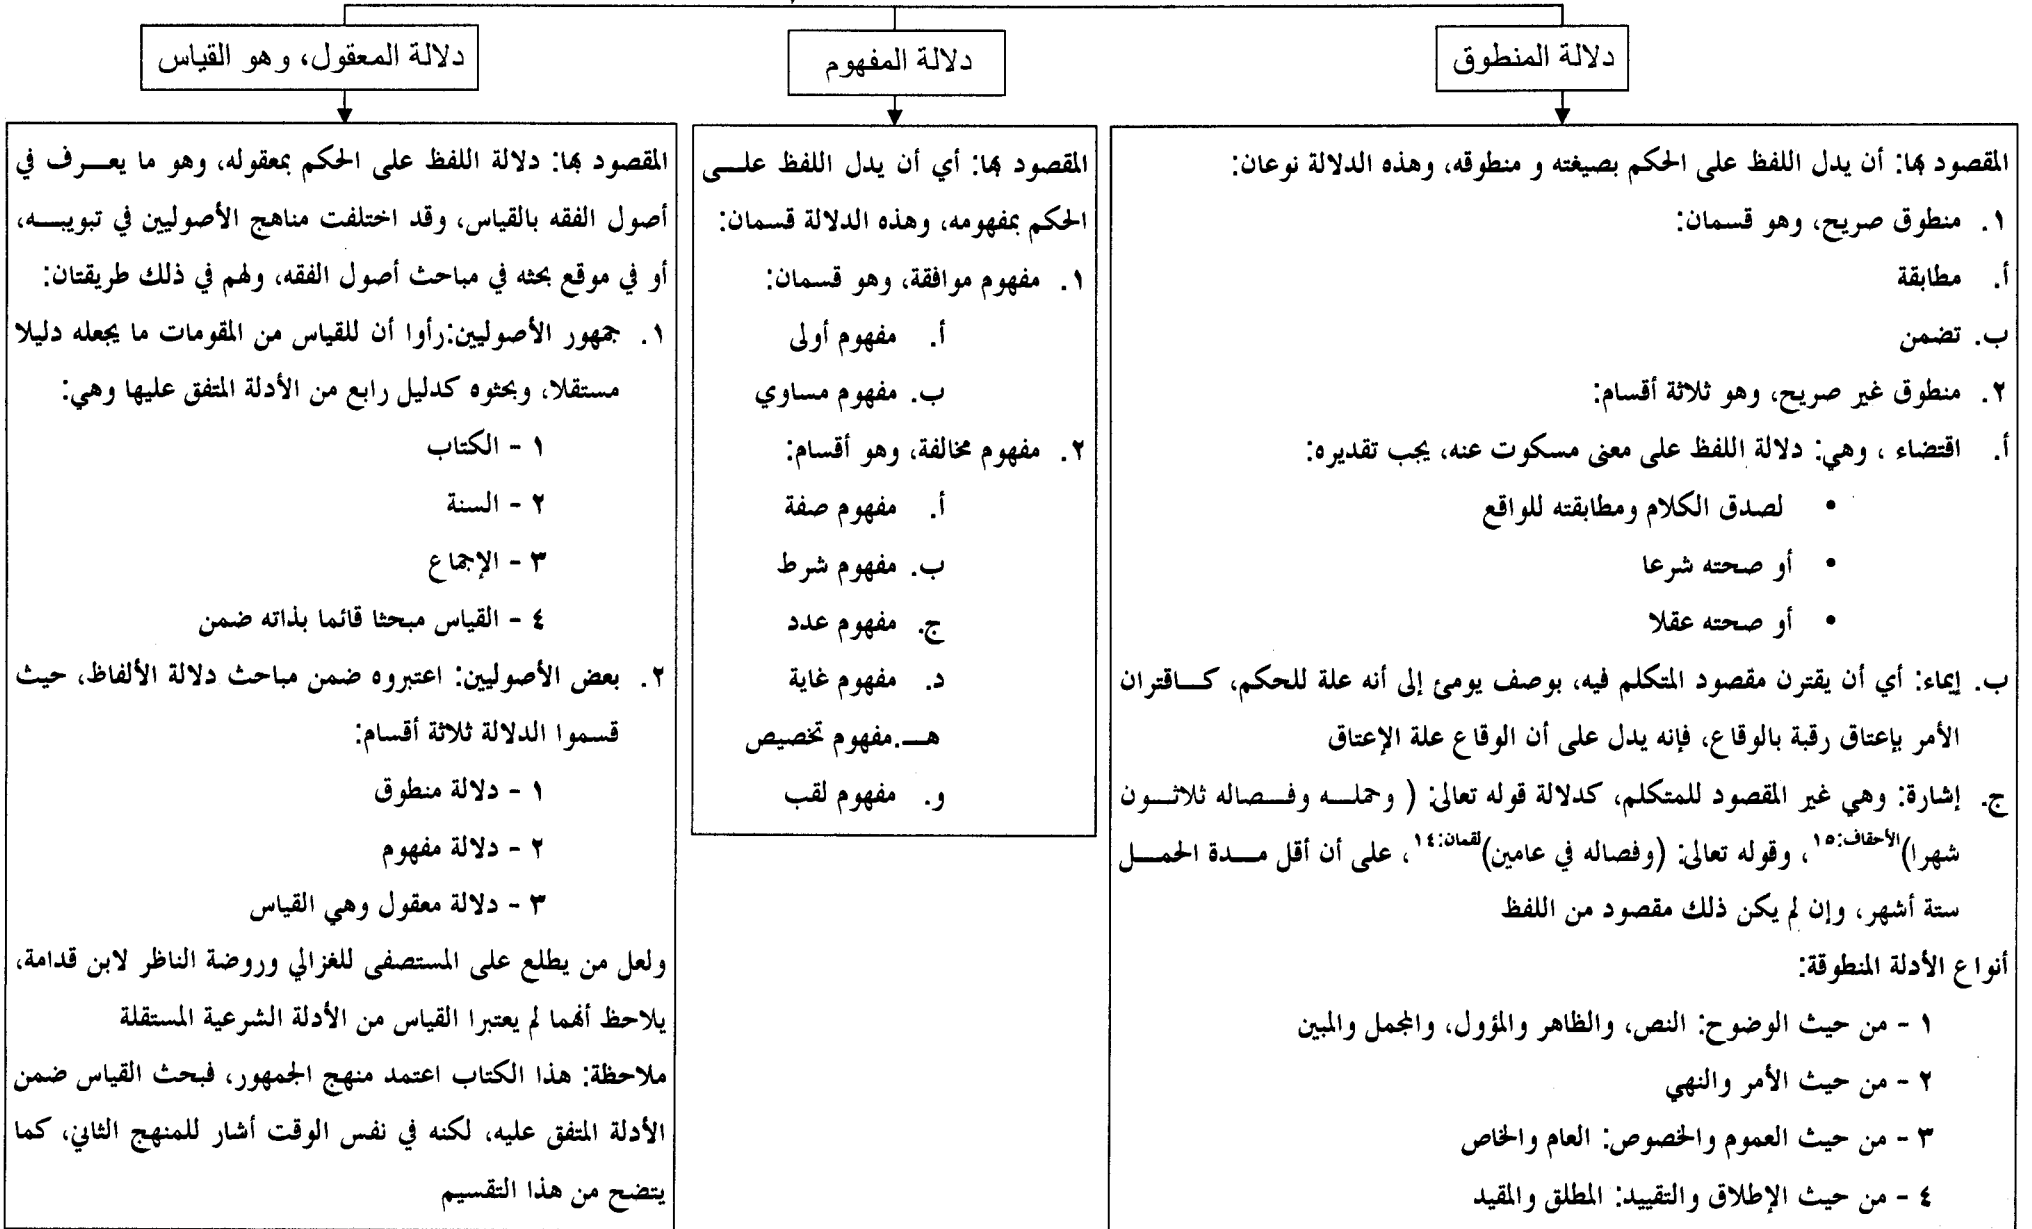 دلالة المنطوق
المقصود بها: أن يدل اللفظ على الحكم بصيغته و منطوقه، وهذه الدلالة نوعان:
١. منطوق صريح، وهو قسمان:
أ. مطابقة
ب. تضمن
٢. منطوق غير صريح، وهو ثلاثة أقسام:
أ. اقتضاء ، وهي: دلالة اللفظ على معنى مسكوت عنه، يجب تقديره:
• لصدق الكلام ومطابقته للواقع
• أو صحته شرعا
• أو صحته عقلا
ب. إيماء: أي أن يقترن مقصود المتكلم فيه، بوصف يومئ إلى أنه علة للحكم، كـاقتران
الأمر بإعتاق رقبة بالوقاع، فإنه يدل على أن الوقاع علة الإعتاق
ج. إشارة: وهي غير المقصود للمتكلم، كدلالة قوله تعالى: ( وحملـه وفـصاله ثلاثـون
شهرا)الأحقاف:١٥، وقوله تعالى: (وفصاله في عامين)لقمان:١٤، على أن أقل مـدة الحمـل
ستة أشهر، وإن لم يكن ذلك مقصود من اللفظ
أنواع الأدلة المنطوقة:
١ - من حيث الوضوح: النص، والظاهر والمؤول، والمجمل والمبين
٢ - من حيث الأمر والنهي
٣ - من حيث العموم والخصوص: العام والخاص
٤ - من حيث الإطلاق والتقييد: المطلق والمقيد
دلالة المفهوم
المقصود بها: أي أن يدل اللفظ علـى
الحكم بمفهومه، وهذه الدلالة قسمان:
١. مفهوم موافقة، وهو قسمان:
أ. مفهوم أولى
ب. مفهوم مساوي
٢. مفهوم مخالفة، وهو أقسام:
أ. مفهوم صفة
ب. مفهوم شرط
ج. مفهوم عدد
د. مفهوم غاية
هـ.مفهوم تخصيص
و. مفهوم لقب
دلالة المعقول، وهو القياس
المقصود بها: دلالة اللفظ على الحكم بمعقوله، وهو ما يعـرف في
أصول الفقه بالقياس، وقد اختلفت مناهج الأصوليين في تبويبـه،
أو في موقع بحثه في مباحث أصول الفقه، ولهم في ذلك طريقتان:
١. جمهور الأصوليين:رأوا أن للقياس من المقومات ما يجعله دليلا
مستقلا، وبحثوه كدليل رابع من الأدلة المتفق عليها وهي:
١ - الكتاب
٢ - السنة
٣ - الإجماع
٤ - القياس مبحثا قائما بذاته ضمن
٢. بعض الأصوليين: اعتبروه ضمن مباحث دلالة الألفاظ، حيث
قسموا الدلالة ثلاثة أقسام:
١ - دلالة منطوق
٢ - دلالة مفهوم
٣ - دلالة معقول وهي القياس
ولعل من يطلع على المستصفى للغزالي وروضة الناظر لابن قدامة،
يلاحظ أنهما لم يعتبرا القياس من الأدلة الشرعية المستقلة
ملاحظة: هذا الكتاب اعتمد منهج الجمهور، فبحث القياس ضمن
الأدلة المتفق عليه، لكنه في نفس الوقت أشار للمنهج الثاني، كما
يتضح من هذا التقسيم